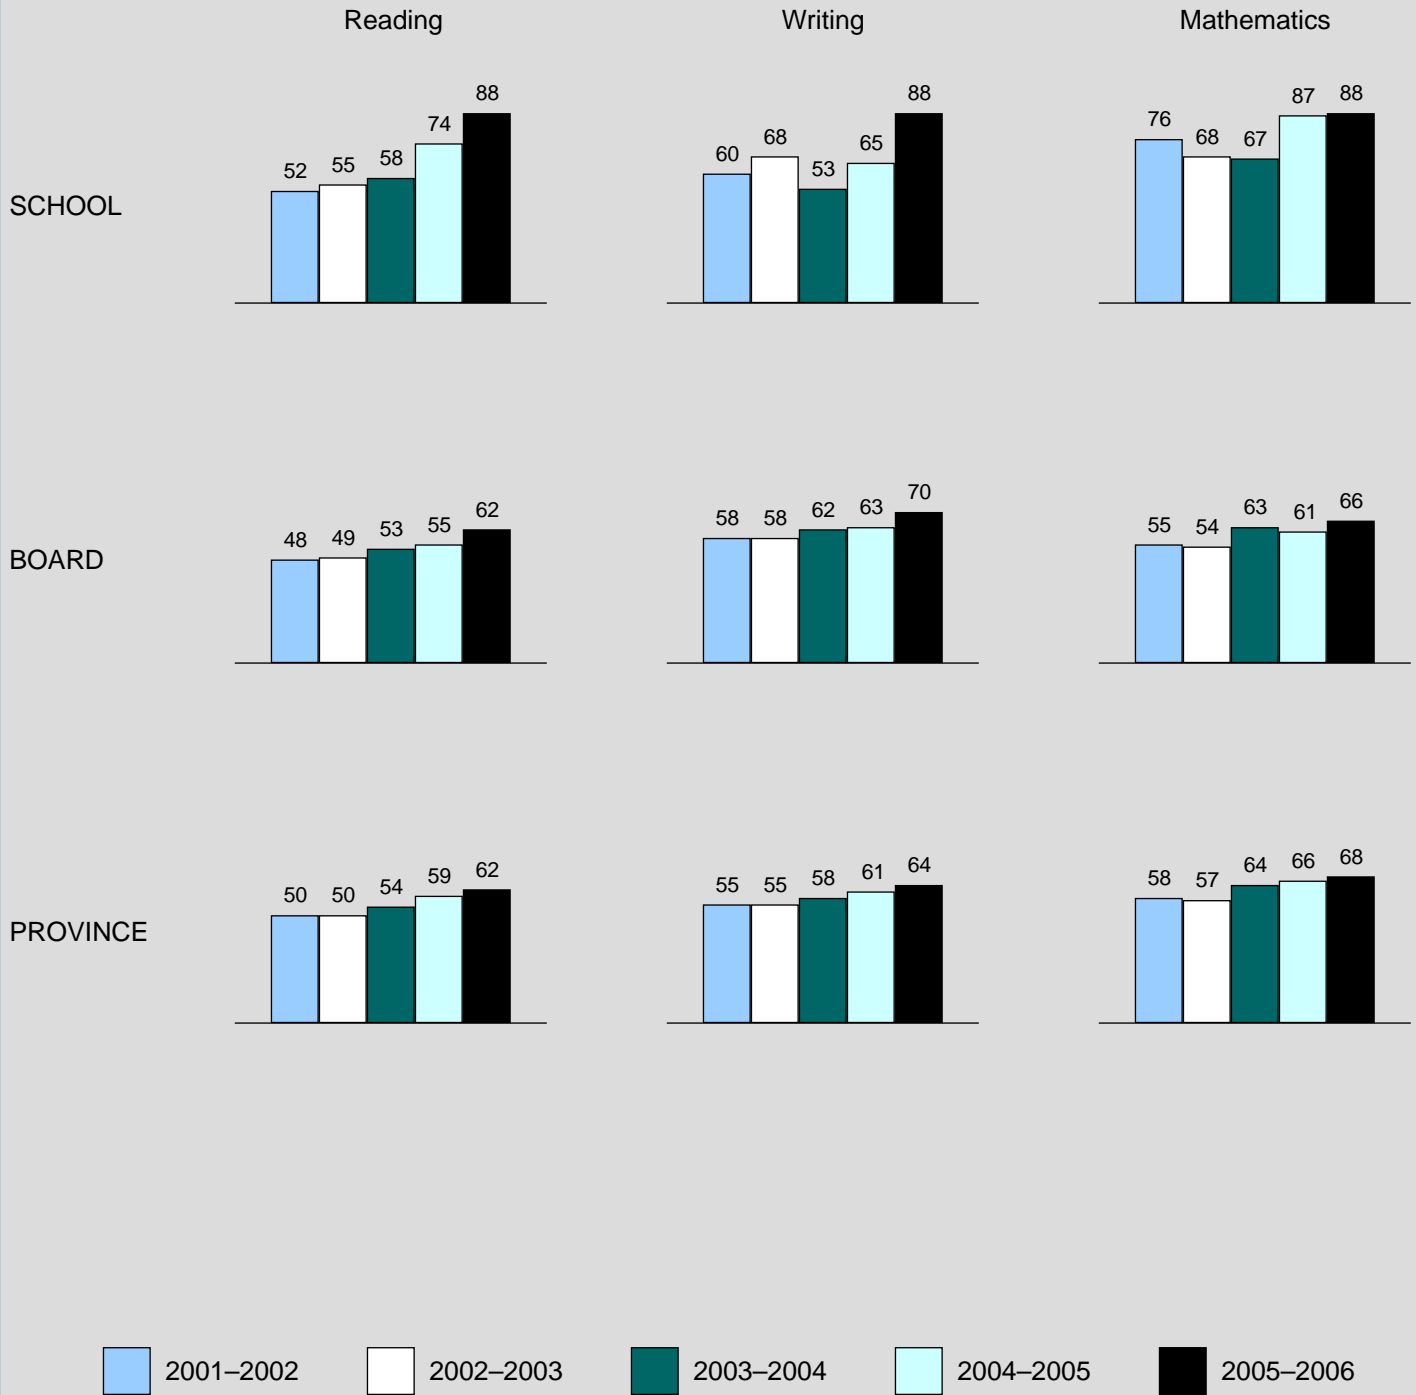 Reading Writing Mathematics
SCHOOL
52 55 58 74 88
60 68 53 65 88
76 68 67 87 88
BOARD
48 49 53 55 62
58 58 62 63 70
55 54 63 61 66
PROVINCE
50 50 54 59 62
55 55 58 61 64
58 57 64 66 68
2001–2002 2002–2003 2003–2004 2004–2005 2005–2006